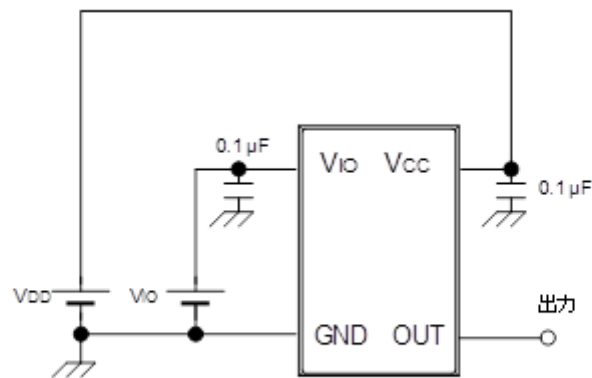 0.1μF
VIO VCC
0.1μF
VDD
VIO
出力
GND OUT